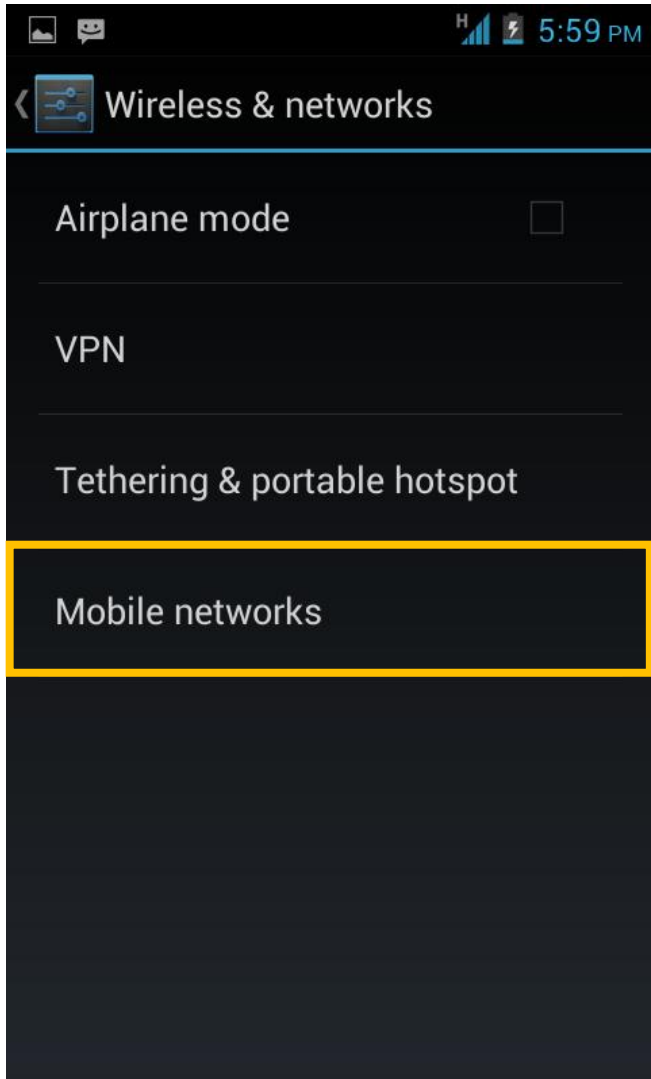 H 5:59 PM
Wireless & networks
Airplane mode
VPN
Tethering & portable hotspot
Mobile networks